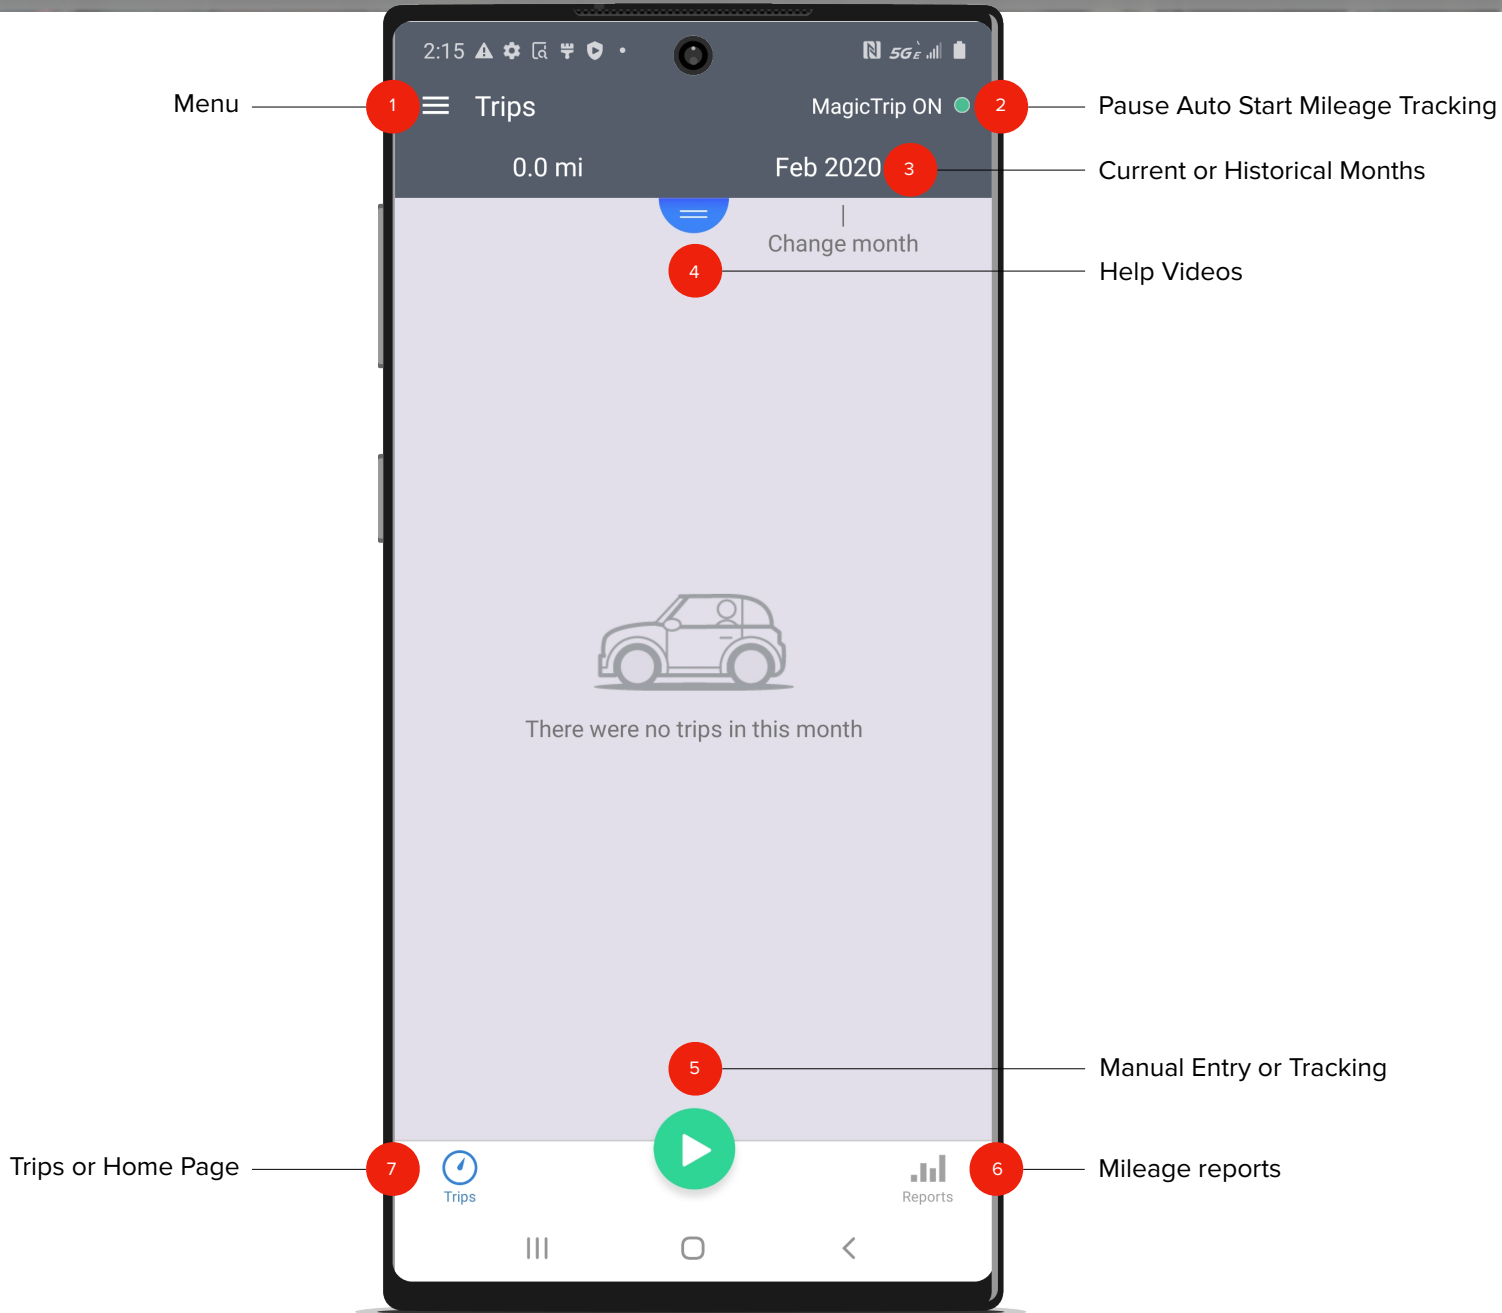 2:15
5GE
Menu
1
Trips
MagicTrip ON
2
Pause Auto Start Mileage Tracking
0.0 mi
Feb 2020
3
Current or Historical Months
Change month
4
Help Videos
There were no trips in this month
5
Manual Entry or Tracking
Trips or Home Page
7
Trips
Reports
6
Mileage reports